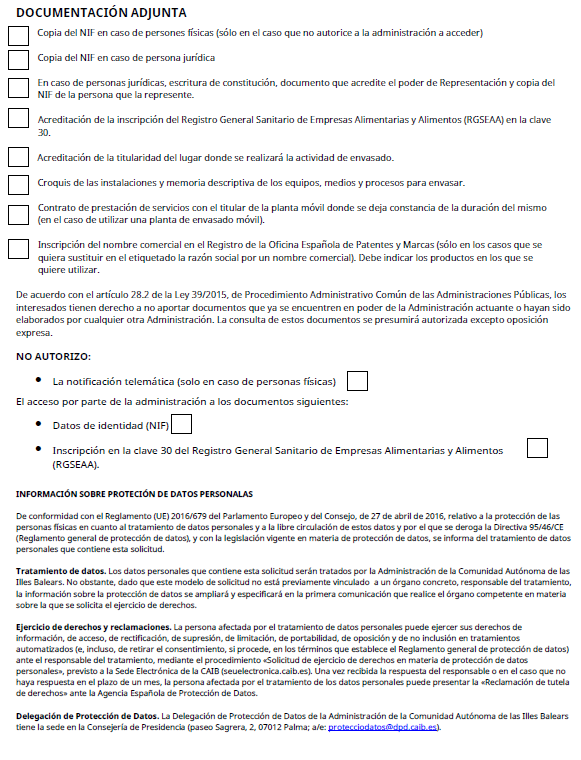 DOCUMENTACIÓN ADJUNTA
Copia del NIF en caso de persones físicas (sólo en el caso que no autorice a la administración a acceder)
Copia del NIF en caso de persona jurídica
En caso de personas jurídicas, escritura de constitución, documento que acredite el poder de Representación y copia del
NIF de la persona que la represente.
Acreditación de la inscripción del Registro General Sanitario de Empresas Alimentarias y Alimentos (RGSEAA) en la clave
30.
Acreditación de la titularidad del lugar donde se realizará la actividad de envasado.
Croquis de las instalaciones y memoria descriptiva de los equipos, medios y procesos para envasar.
Contrato de prestación de servicios con el titular de la planta móvil donde se deja constancia de la duración del mismo
(en el caso de utilizar una planta de envasado móvil).
Inscripción del nombre comercial en el Registro de la Oficina Española de Patentes y Marcas (sólo en los casos que se
quiera sustituir en el etiquetado la razón social por un nombre comercial). Debe indicar los productos en los que se
quiere utilizar.
De acuerdo con el artículo 28.2 de la Ley 39/2015, de Procedimiento Administrativo Común de las Administraciones Públicas, los
interesados tienen derecho a no aportar documentos que ya se encuentren en poder de la Administración actuante o hayan sido
elaborados por cualquier otra Administración. La consulta de estos documentos se presumirá autorizada excepto oposición
expresa.
NO AUTORIZO:
• La notificación telemática (solo en caso de personas físicas)
El acceso por parte de la administración a los documentos siguientes:
• Datos de identidad (NIF)
• Inscripción en la clave 30 del Registro General Sanitario de Empresas Alimentarias y Alimentos
(RGSEAA).
INFORMACIÓN SOBRE PROTECIÓN DE DATOS PERSONALAS
De conformidad con el Reglamento (UE) 2016/679 del Parlamento Europeo y del Consejo, de 27 de abril de 2016, relativo a la protección de las
personas físicas en cuanto al tratamiento de datos personales y a la libre circulación de estos datos y por el que se deroga la Directiva 95/46/CE
(Reglamento general de protección de datos), y con la legislación vigente en materia de protección de datos, se informa del tratamiento de datos
personales que contiene esta solicitud.
Tratamiento de datos. Los datos personales que contiene esta solicitud serán tratados por la Administración de la Comunidad Autónoma de las
Illes Balears. No obstante, dado que este modelo de solicitud no está previamente vinculado a un órgano concreto, responsable del tratamiento,
la información sobre la protección de datos se ampliará y especificará en la primera comunicación que realice el órgano competente en materia
sobre la que se solicita el ejercicio de derechos.
Ejercicio de derechos y reclamaciones. La persona afectada por el tratamiento de datos personales puede ejercer sus derechos de
información, de acceso, de rectificación, de supresión, de limitación, de portabilidad, de oposición y de no inclusión en tratamientos
automatizados (e, incluso, de retirar el consentimiento, si procede, en los términos que establece el Reglamento general de protección de datos)
ante el responsable del tratamiento, mediante el procedimiento «Solicitud de ejercicio de derechos en materia de protección de datos
personales», previsto a la Sede Electrónica de la CAIB (seuelectronica.caib.es). Una vez recibida la respuesta del responsable o en el caso que no
haya respuesta en el plazo de un mes, la persona afectada por el tratamiento de los datos personales puede presentar la «Reclamación de tutela
de derechos» ante la Agencia Española de Protección de Datos.
Delegación de Protección de Datos. La Delegación de Protección de Datos de la Administración de la Comunidad Autónoma de las Illes Balears
tiene la sede en la Consejería de Presidencia (paseo Sagrera, 2, 07012 Palma; a/e: protecciodatos@dpd.caib.es).